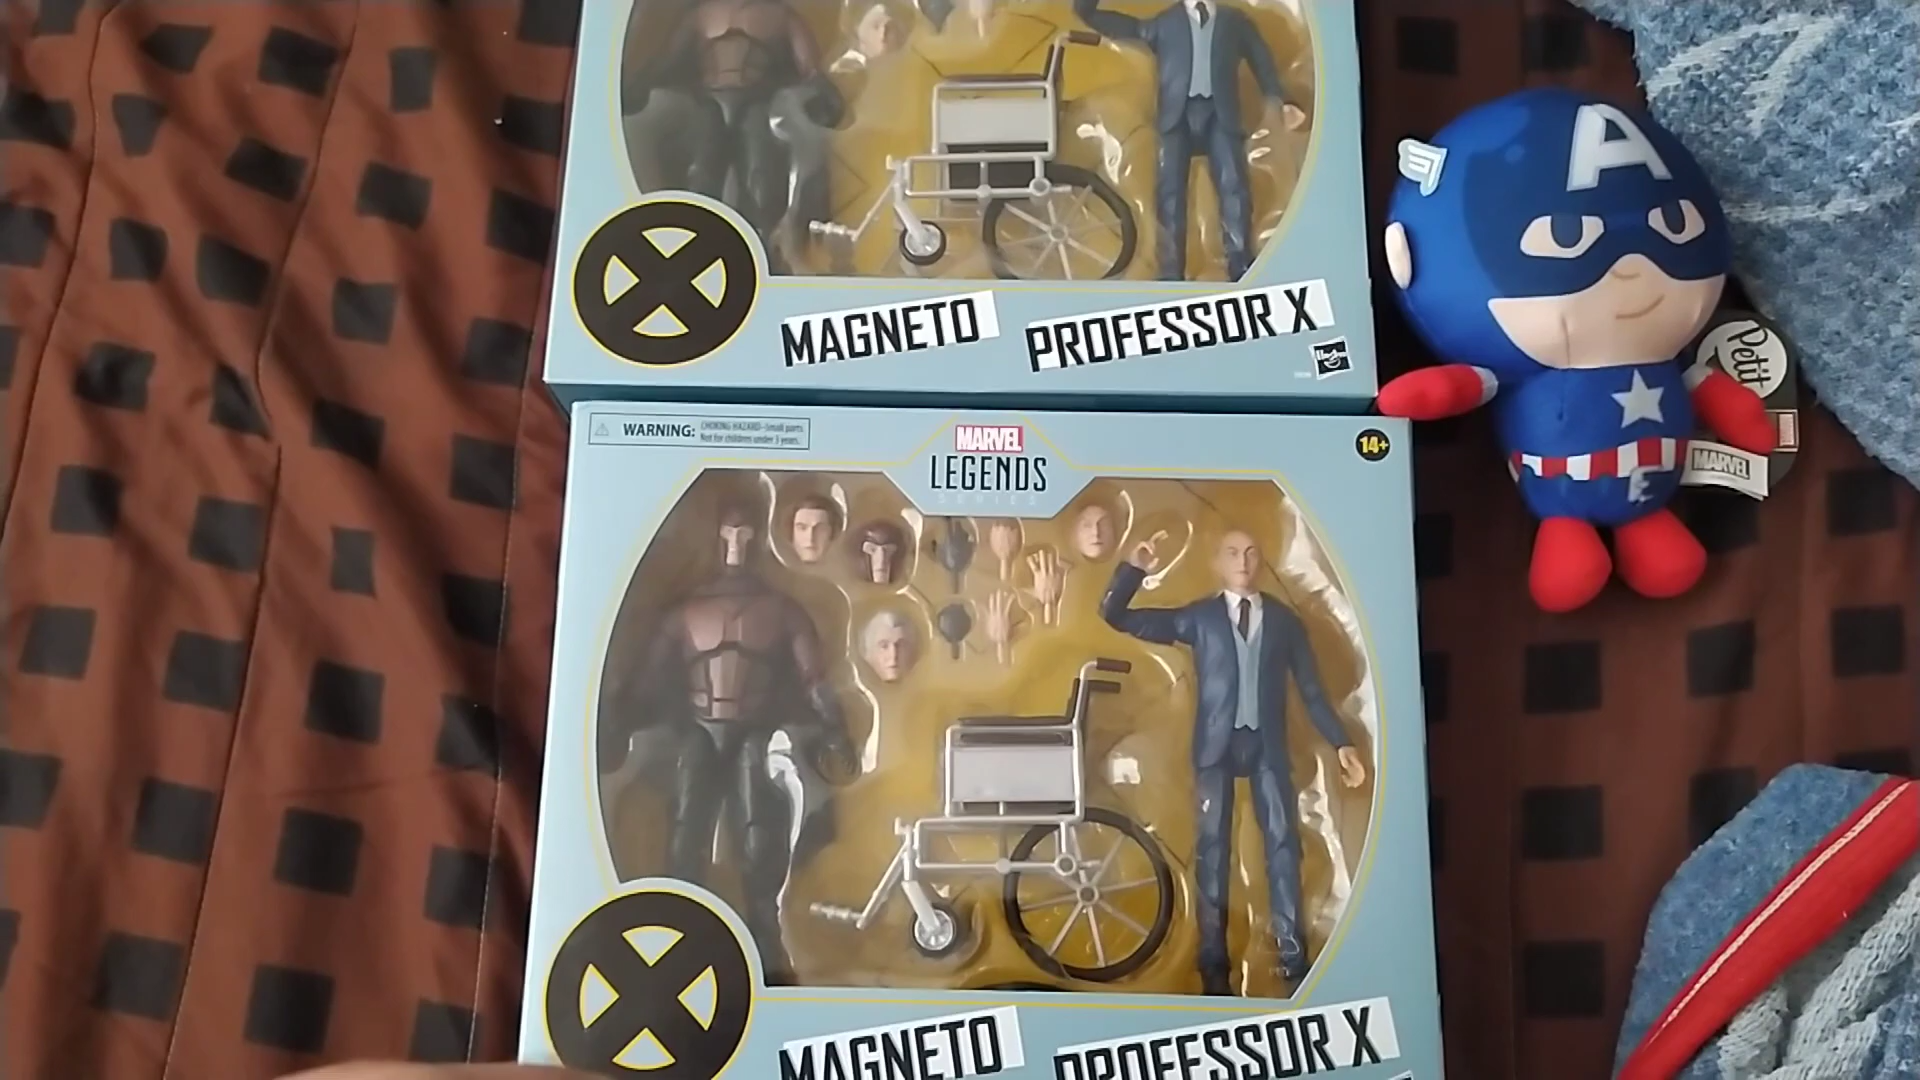 MAGNETO
PROFESSOR X
Hasbro
WARNING: CHOKING HAZARD–Small parts.
Not for children under 3 years.
MARVEL
LEGENDS
SERIES
14+
MAGNETO
PROFESSOR X
A
Petit
MARVEL